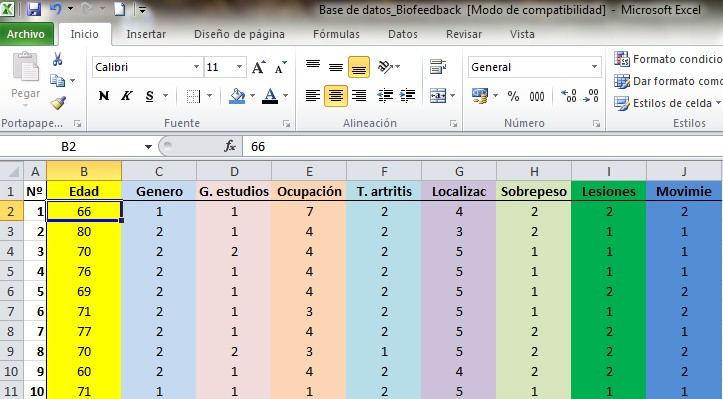 Base de datos_Biofeedback [Modo de compatibilidad] - Microsoft Excel
Archivo Inicio Insertar Diseño de página Fórmulas Datos Revisar Vista
Calibri 11 A A General Formato condicio
Pegar Dar formato como
N K S A % 000 Estilos de celda
Portapape... Fuente Alineación Número Estilos
B2 fx 66
A B C D E F G H I J
1 Nº Edad Genero G. estudios Ocupación T. artritis Localizac Sobrepeso Lesiones Movimie
2 1 66 1 1 7 2 4 2 2 2
3 2 80 2 1 4 2 3 2 1 1
4 3 70 2 2 4 2 5 1 1 1
5 4 76 2 1 4 2 5 1 1 1
6 5 69 2 1 4 2 5 1 2 2
7 6 71 2 1 3 2 5 1 1 2
8 7 77 2 1 4 2 5 2 2 1
9 8 70 2 2 3 1 5 2 2 2
10 9 60 2 1 4 2 4 2 2 2
11 10 71 1 1 1 2 5 1 1 1